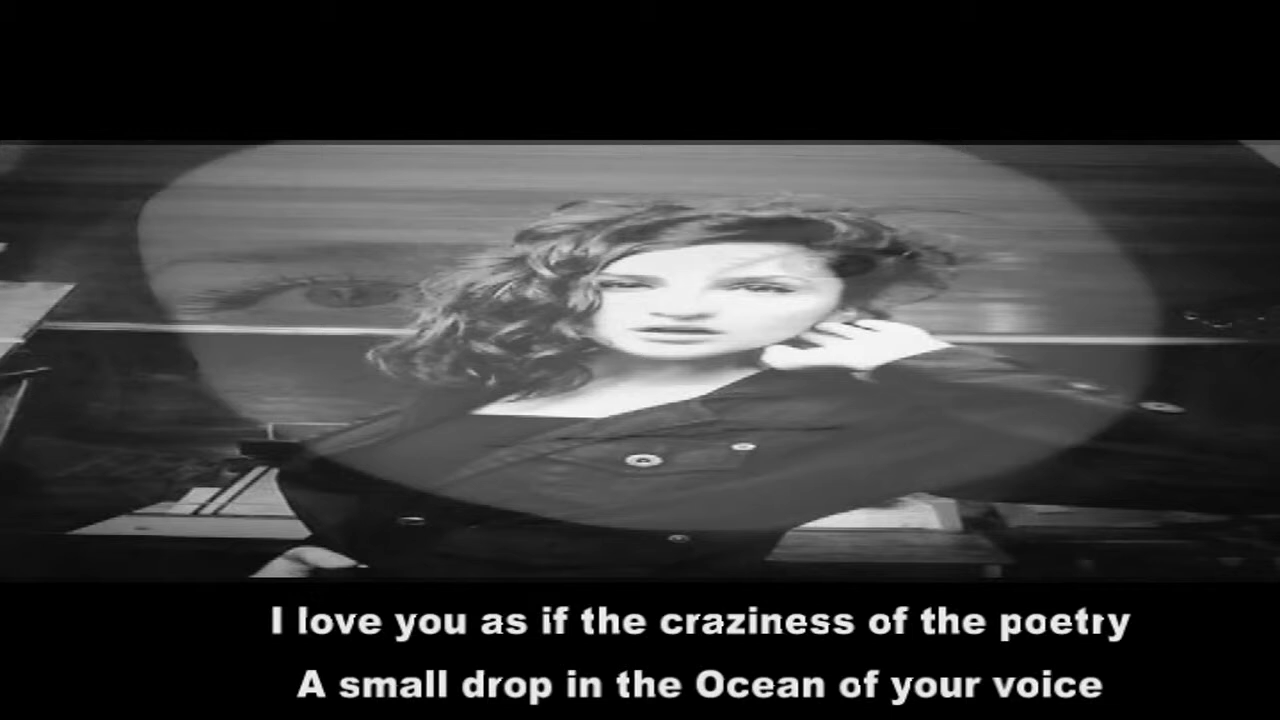 I love you as if the craziness of the poetry
A small drop in the Ocean of your voice